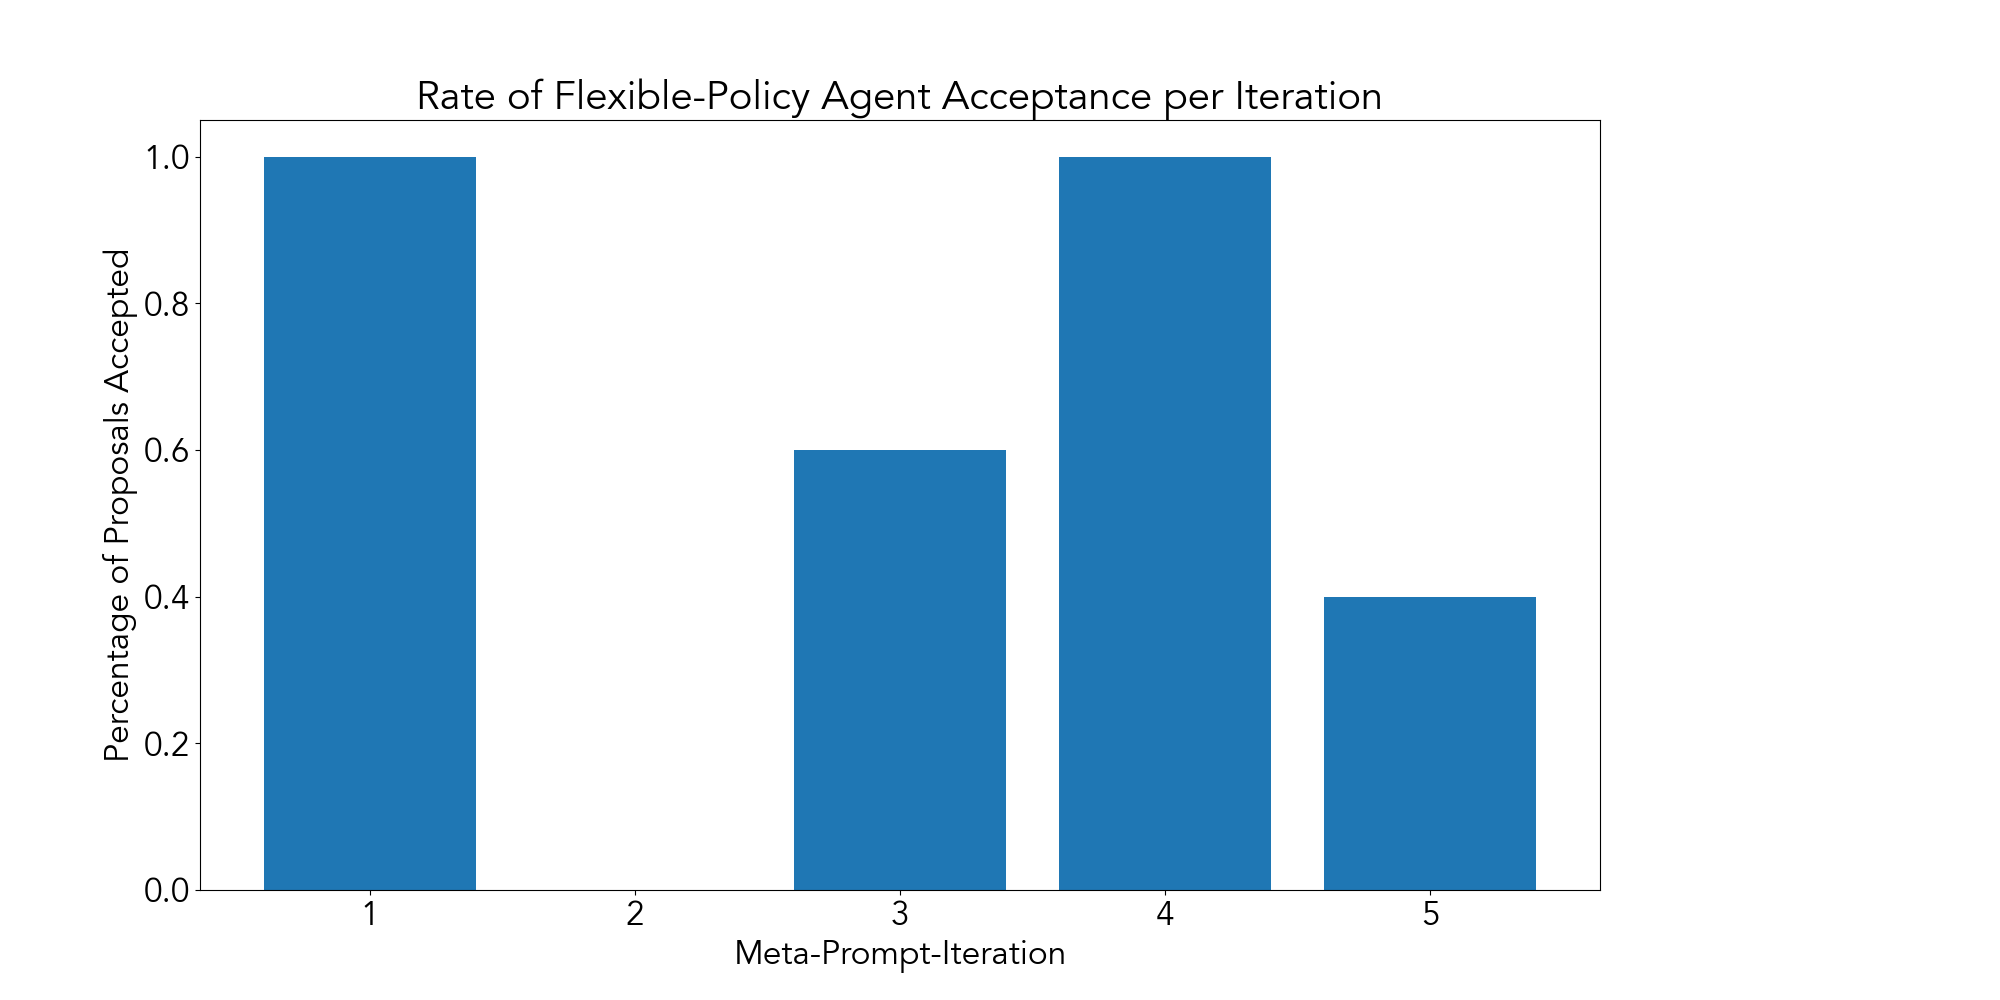 Rate of Flexible-Policy Agent Acceptance per Iteration
Percentage of Proposals Accepted
1.0
0.8
0.6
0.4
0.2
0.0
1 2 3 4 5
Meta-Prompt-Iteration